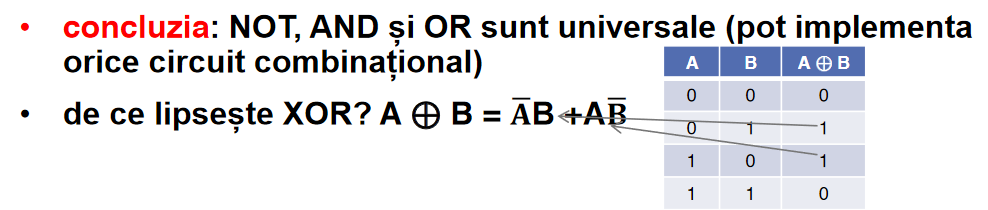 • concluzia: NOT, AND și OR sunt universale (pot implementa
orice circuit combinațional)
• de ce lipsește XOR? A ⊕ B = A̅B +AB̅
A B A ⊕ B
0 0 0
0 1 1
1 0 1
1 1 0